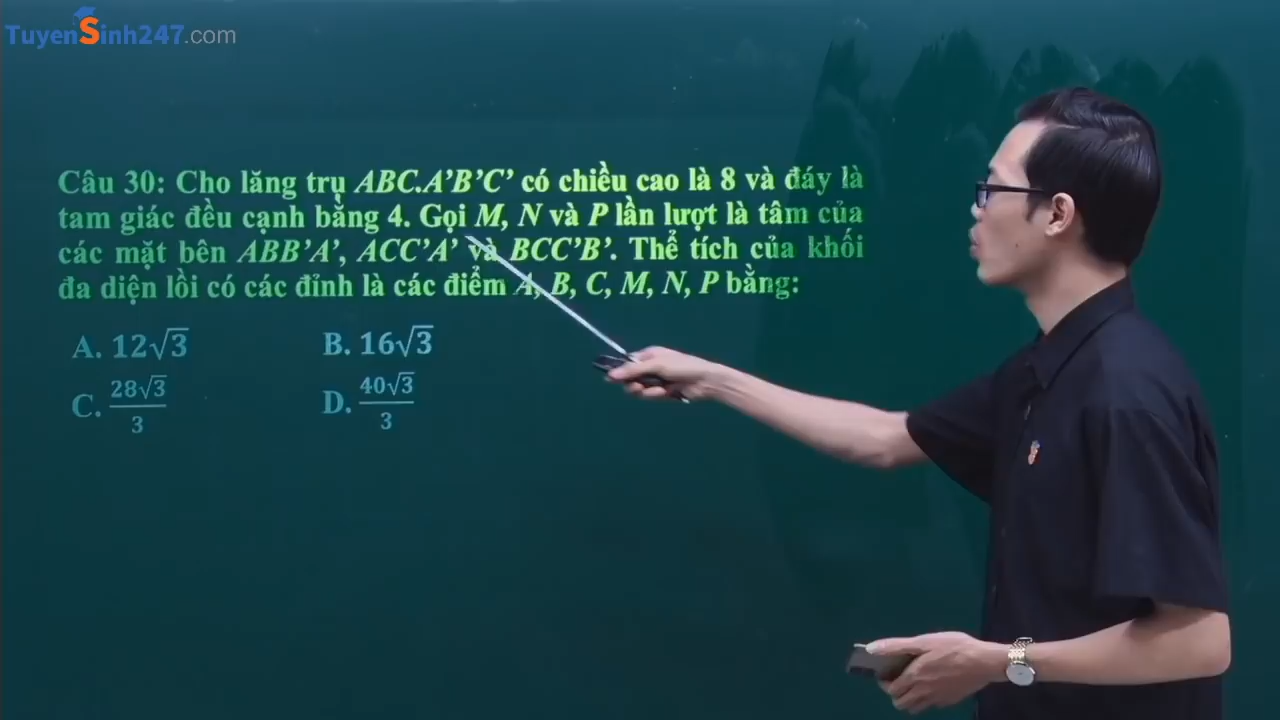 TuyenSinh247.com
Câu 30: Cho lăng trụ ABC.A’B’C’ có chiều cao là 8 và đáy là
tam giác đều cạnh bằng 4. Gọi M, N và P lần lượt là tâm của
các mặt bên ABB’A’, ACC’A’ và BCC’B’. Thể tích của khối
đa diện lồi có các đỉnh là các điểm A, B, C, M, N, P bằng:
A. 12√3 B. 16√3
C. 28√3/3 D. 40√3/3